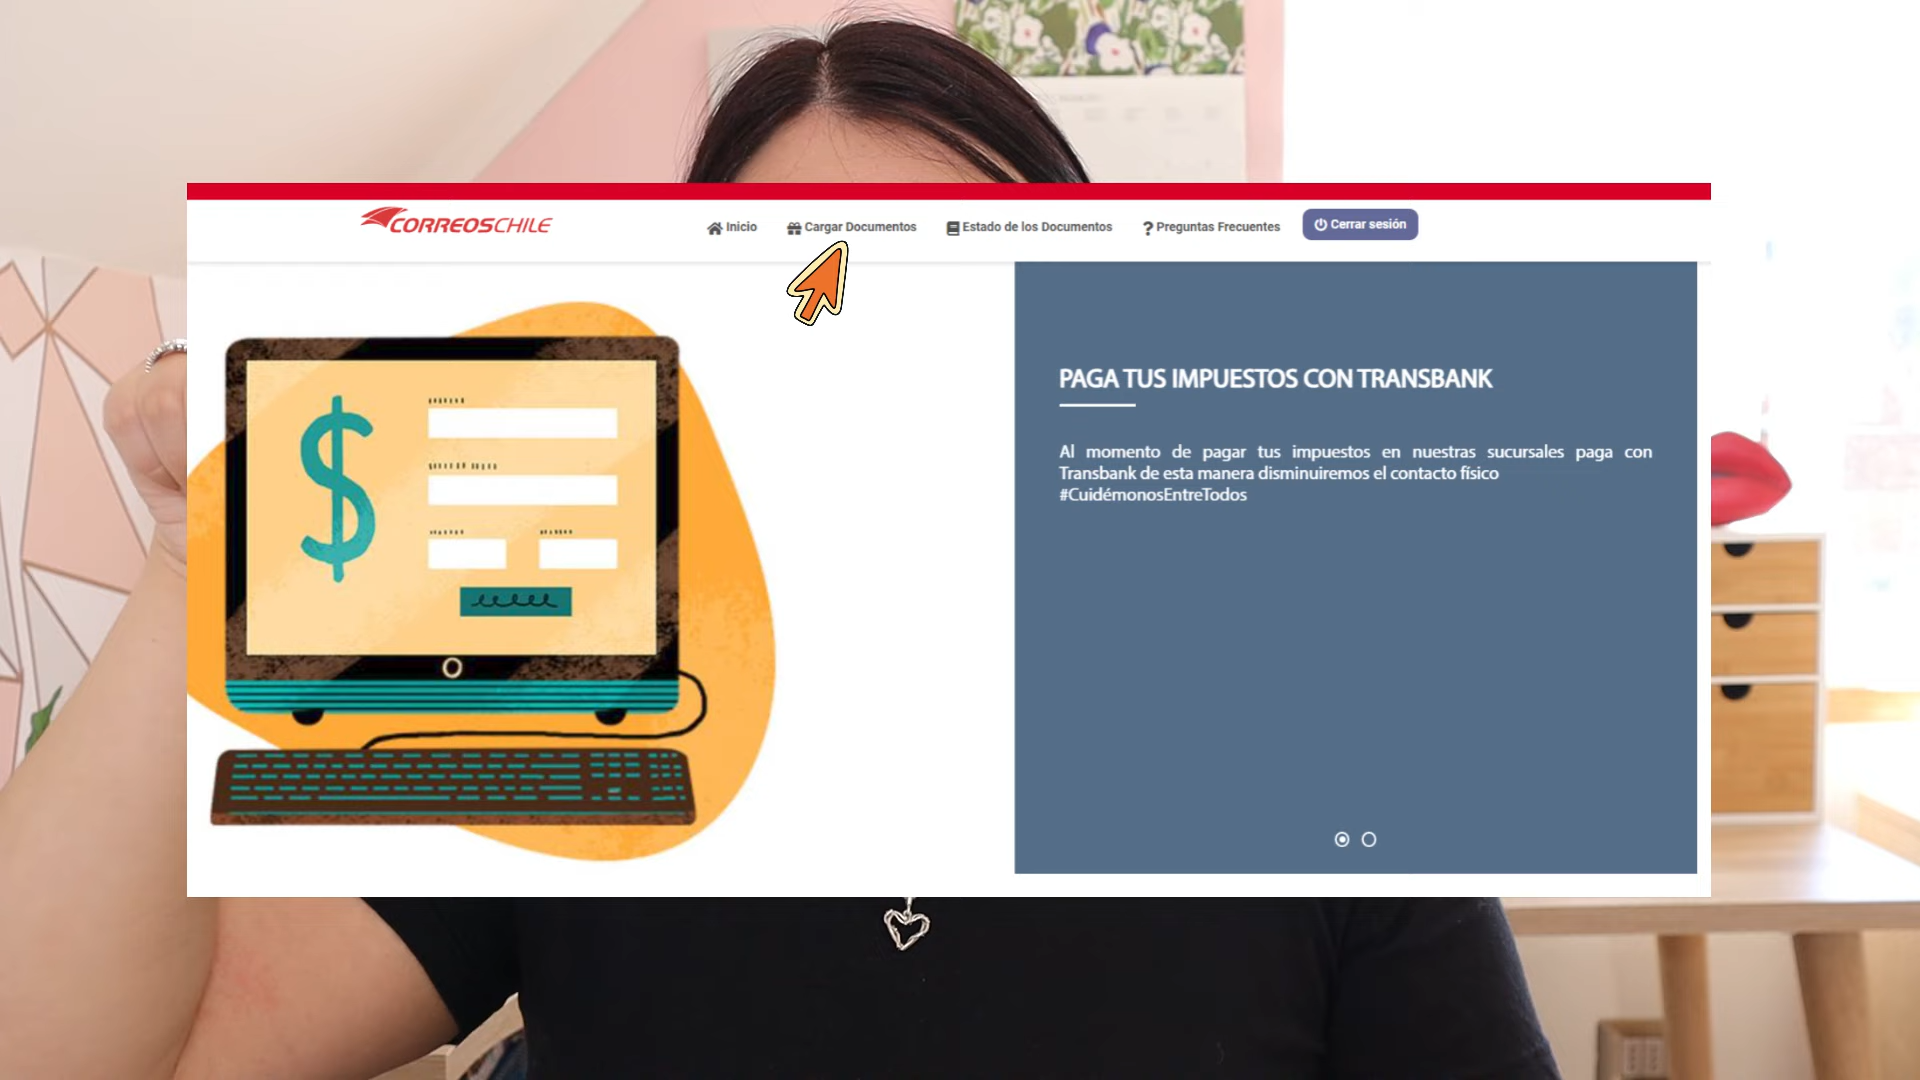 CORREOSCHILE
Inicio
Cargar Documentos
Estado de los Documentos
Preguntas Frecuentes
Cerrar sesión
PAGA TUS IMPUESTOS CON TRANSBANK
Al momento de pagar tus impuestos en nuestras sucursales paga con
Transbank de esta manera disminuiremos el contacto físico
#CuidémonosEntreTodos